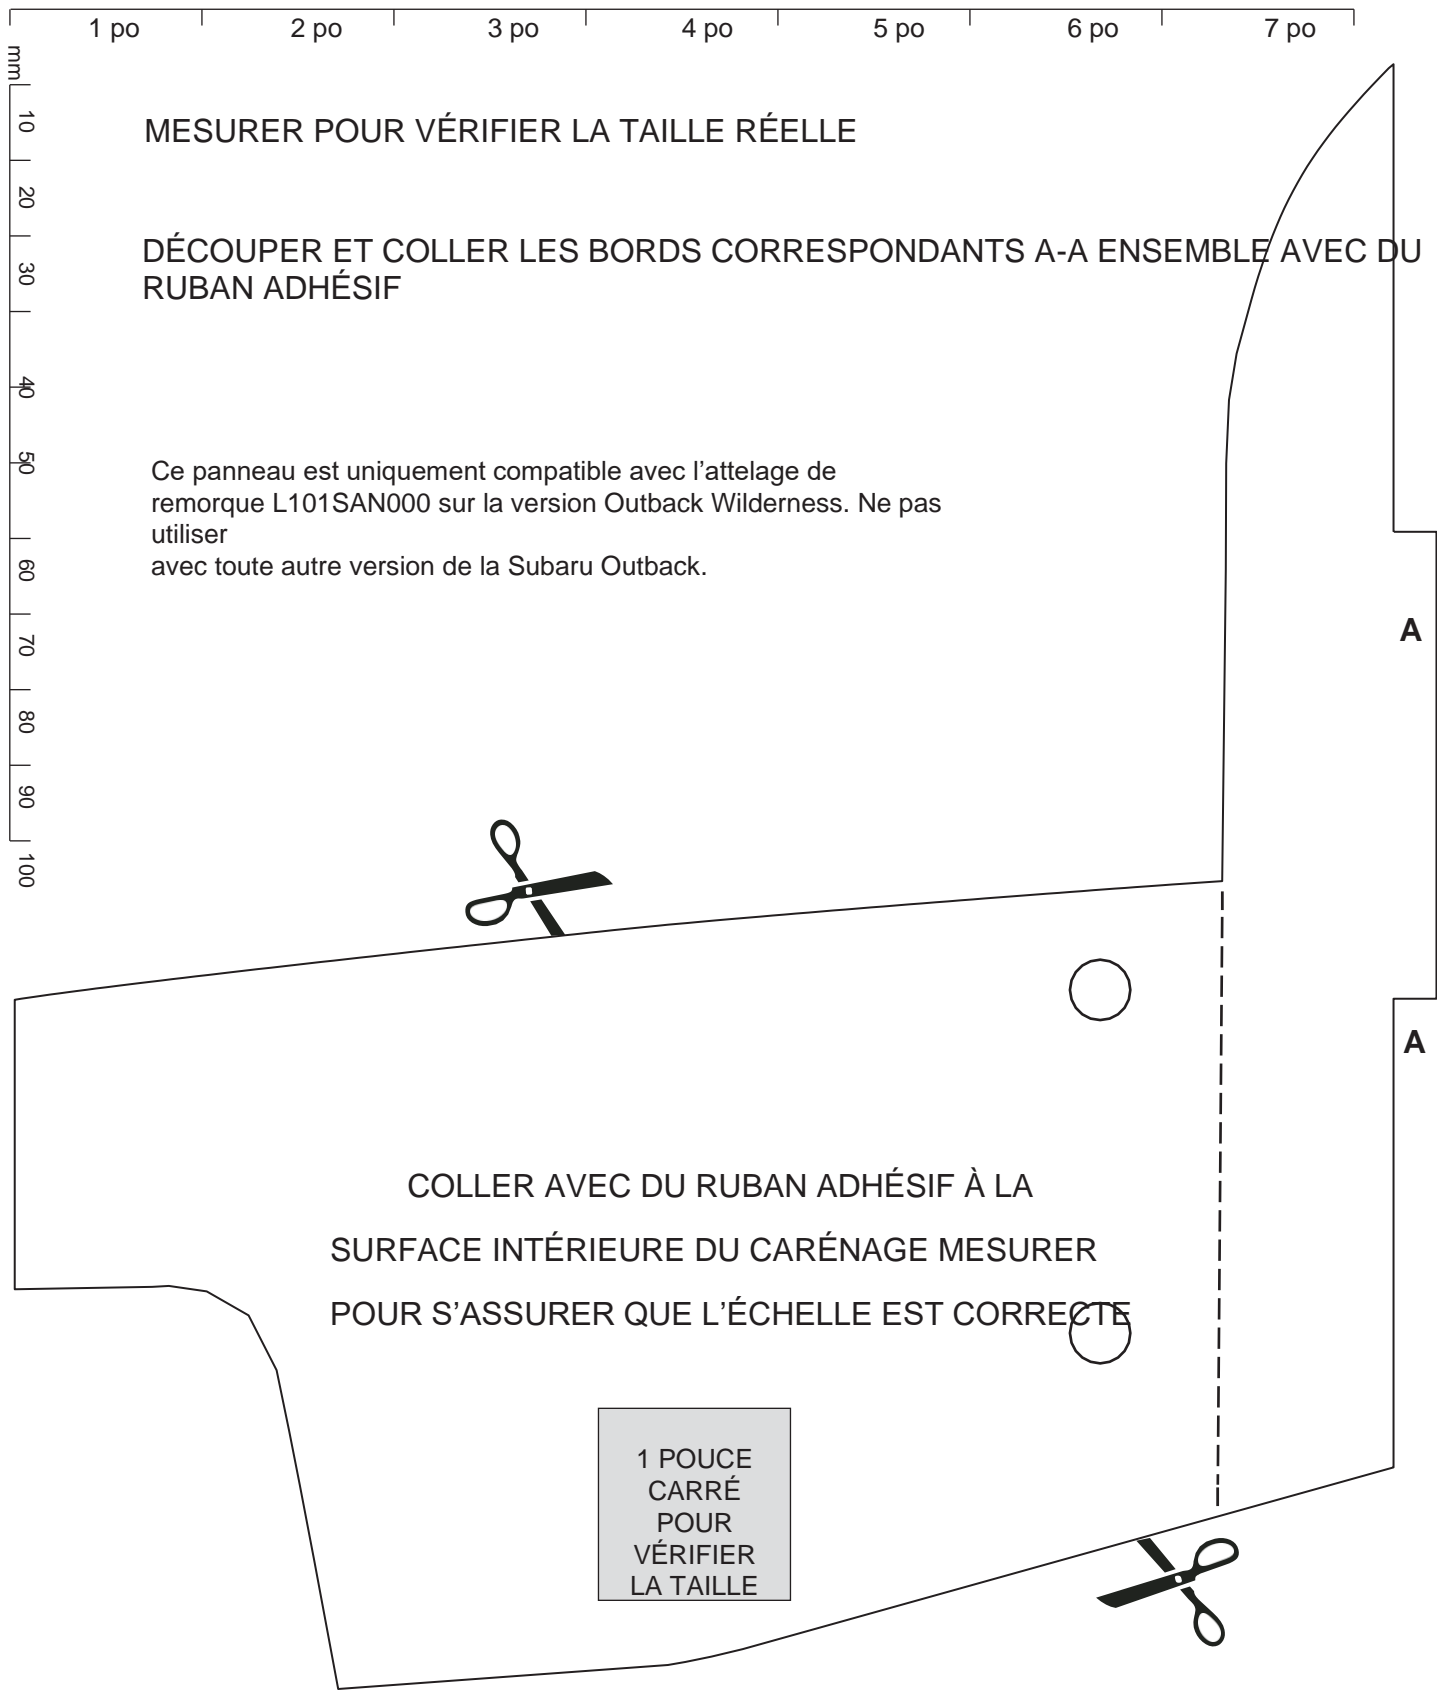 1 po 2 po 3 po 4 po 5 po 6 po 7 po
mm
10
20
30
40
50
60
70
80
90
100
MESURER POUR VÉRIFIER LA TAILLE RÉELLE
DÉCOUPER ET COLLER LES BORDS CORRESPONDANTS A-A ENSEMBLE AVEC DU
RUBAN ADHÉSIF
Ce panneau est uniquement compatible avec l’attelage de
remorque L101SAN000 sur la version Outback Wilderness. Ne pas
utiliser
avec toute autre version de la Subaru Outback.
A
A
COLLER AVEC DU RUBAN ADHÉSIF À LA
SURFACE INTÉRIEURE DU CARÉNAGE MESURER
POUR S’ASSURER QUE L’ÉCHELLE EST CORRECTE
1 POUCE
CARRÉ
POUR
VÉRIFIER
LA TAILLE